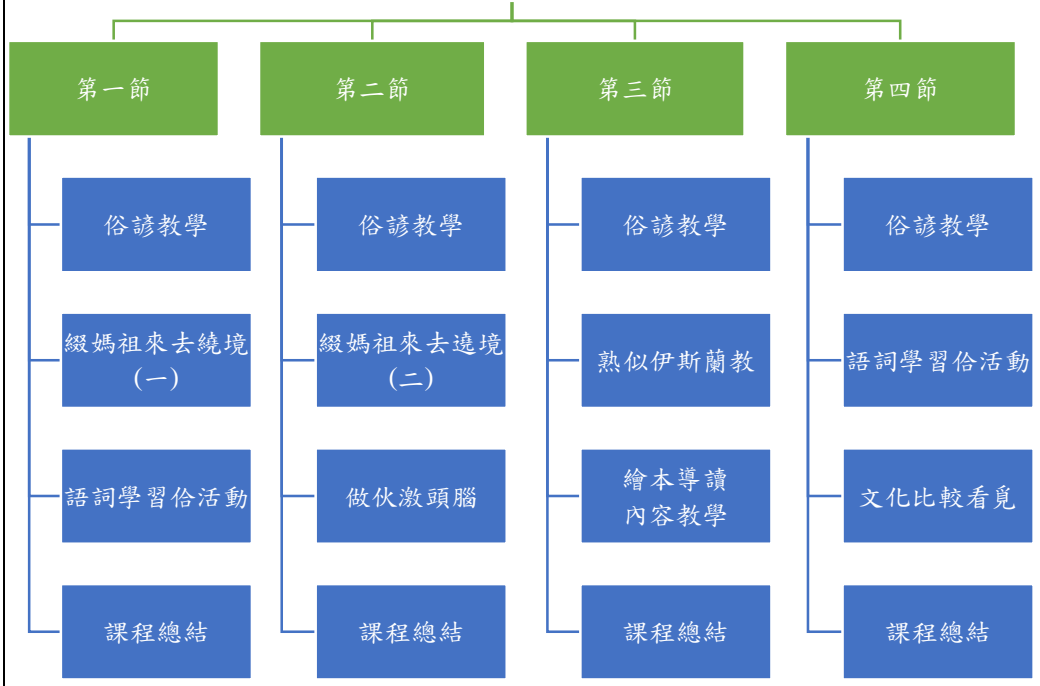 第一節
俗諺教學
綴媽祖來去繞境
(一)
語詞學習佮活動
課程總結
第二節
俗諺教學
綴媽祖來去遶境
(二)
做伙激頭腦
課程總結
第三節
俗諺教學
熟似伊斯蘭教
繪本導讀
內容教學
課程總結
第四節
俗諺教學
語詞學習佮活動
文化比較看覓
課程總結